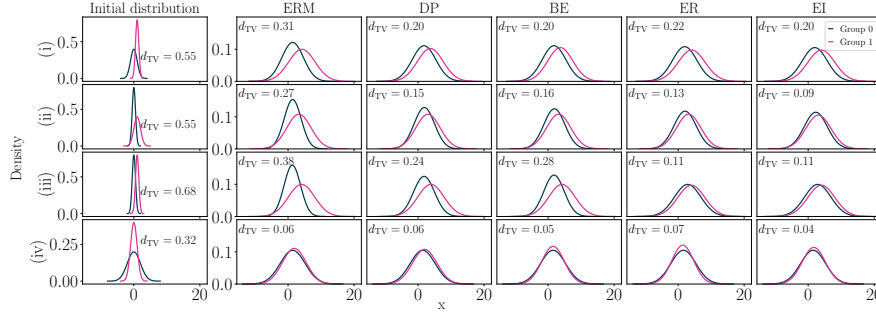 Initial distribution ERM DP BE ER EI
(i) 0.5 0.0 d_TV = 0.55 0.1 0.0 d_TV = 0.31 d_TV = 0.20 d_TV = 0.20 d_TV = 0.22 d_TV = 0.20 Group 0 Group 1
(ii) 0.5 0.0 d_TV = 0.55 0.1 0.0 d_TV = 0.27 d_TV = 0.15 d_TV = 0.16 d_TV = 0.13 d_TV = 0.09
Density
(iii) 0.5 0.0 d_TV = 0.68 0.1 0.0 d_TV = 0.38 d_TV = 0.24 d_TV = 0.28 d_TV = 0.11 d_TV = 0.11
(iv) 0.25 0.00 d_TV = 0.32 0.1 0.0 d_TV = 0.06 d_TV = 0.06 d_TV = 0.05 d_TV = 0.07 d_TV = 0.04
0 20 0 20 0 20 0 20 0 20 0 20
x